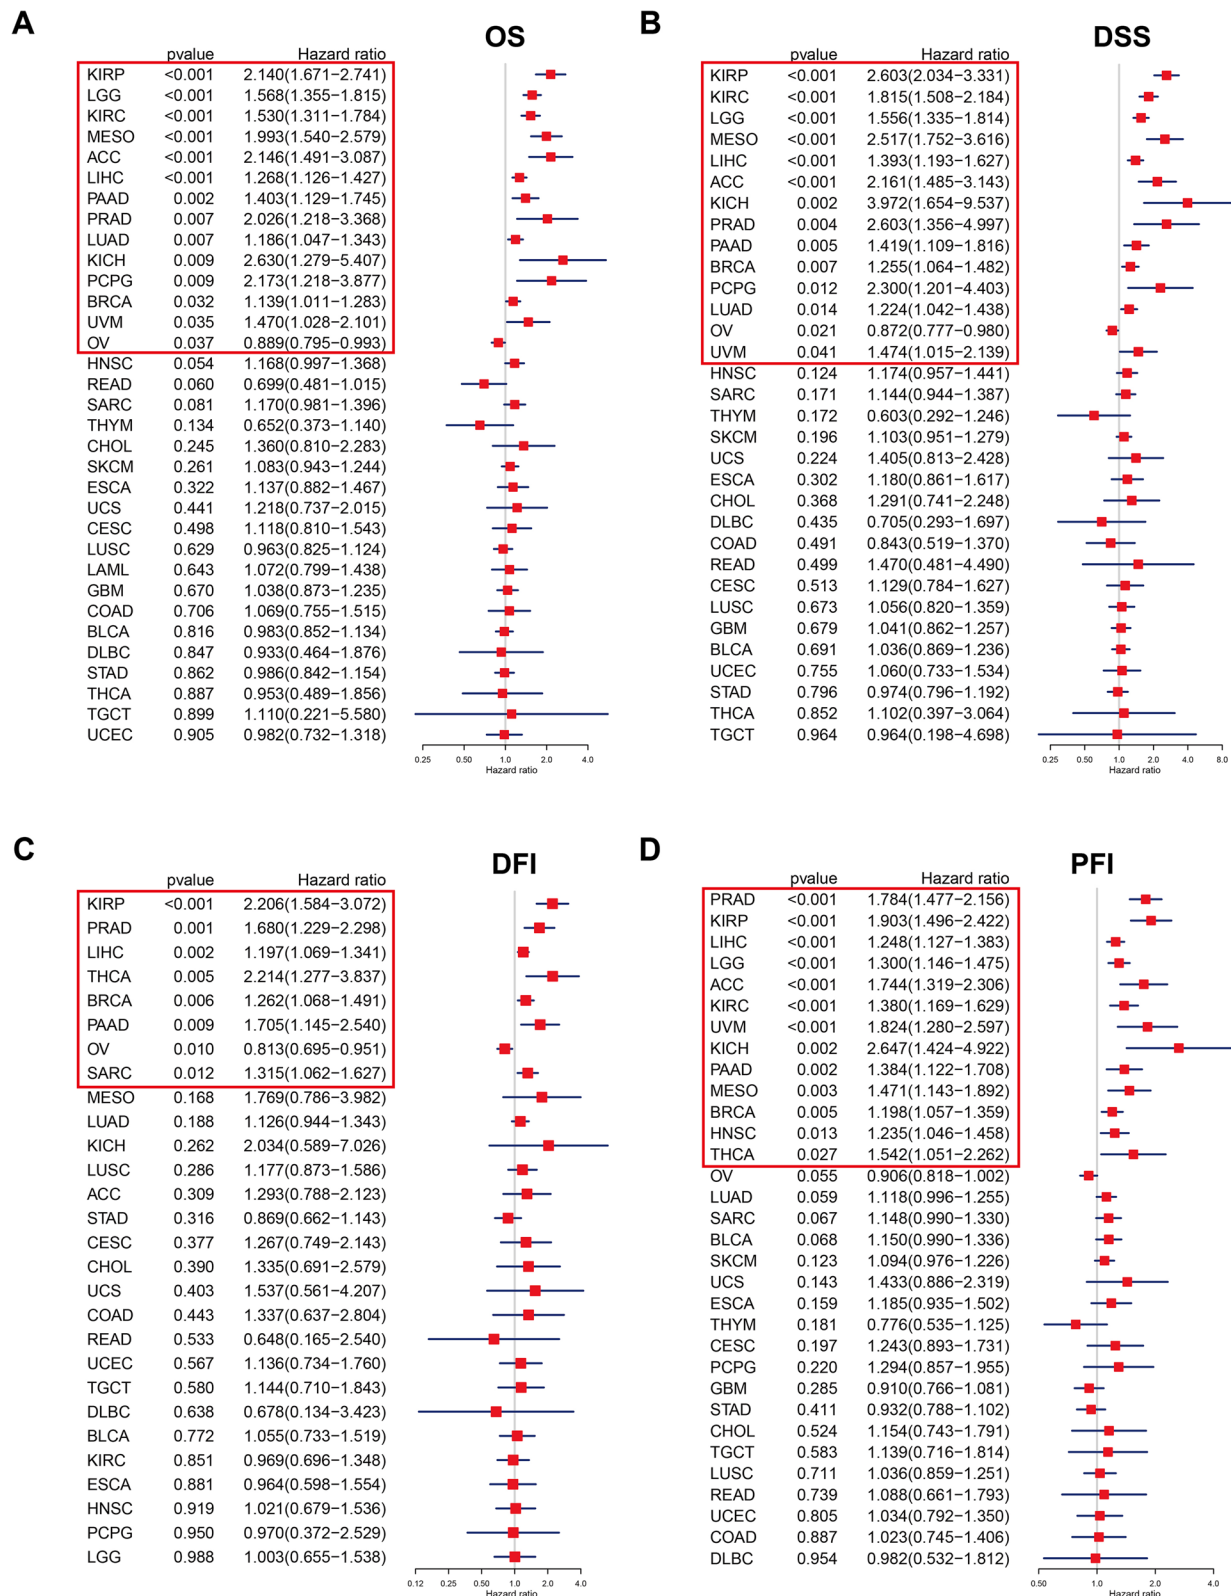 A
OS
pvalue Hazard ratio
KIRP <0.001 2.140(1.671−2.741)
LGG <0.001 1.568(1.355−1.815)
KIRC <0.001 1.530(1.311−1.784)
MESO <0.001 1.993(1.540−2.579)
ACC <0.001 2.146(1.491−3.087)
LIHC <0.001 1.268(1.126−1.427)
PAAD 0.002 1.403(1.129−1.745)
PRAD 0.007 2.026(1.218−3.368)
LUAD 0.007 1.186(1.047−1.343)
KICH 0.009 2.630(1.279−5.407)
PCPG 0.009 2.173(1.218−3.877)
BRCA 0.032 1.139(1.011−1.283)
UVM 0.035 1.470(1.028−2.101)
OV 0.037 0.889(0.795−0.993)
HNSC 0.054 1.168(0.997−1.368)
READ 0.060 0.699(0.481−1.015)
SARC 0.081 1.170(0.981−1.396)
THYM 0.134 0.652(0.373−1.140)
CHOL 0.245 1.360(0.810−2.283)
SKCM 0.261 1.083(0.943−1.244)
ESCA 0.322 1.137(0.882−1.467)
UCS 0.441 1.218(0.737−2.015)
CESC 0.498 1.118(0.810−1.543)
LUSC 0.629 0.963(0.825−1.124)
LAML 0.643 1.072(0.799−1.438)
GBM 0.670 1.038(0.873−1.235)
COAD 0.706 1.069(0.755−1.515)
BLCA 0.816 0.983(0.852−1.134)
DLBC 0.847 0.933(0.464−1.876)
STAD 0.862 0.986(0.842−1.154)
THCA 0.887 0.953(0.489−1.856)
TGCT 0.899 1.110(0.221−5.580)
UCEC 0.905 0.982(0.732−1.318)
0.25 0.50 1.0 2.0 4.0
Hazard ratio
B
DSS
pvalue Hazard ratio
KIRP <0.001 2.603(2.034−3.331)
KIRC <0.001 1.815(1.508−2.184)
LGG <0.001 1.556(1.335−1.814)
MESO <0.001 2.517(1.752−3.616)
LIHC <0.001 1.393(1.193−1.627)
ACC <0.001 2.161(1.485−3.143)
KICH 0.002 3.972(1.654−9.537)
PRAD 0.004 2.603(1.356−4.997)
PAAD 0.005 1.419(1.109−1.816)
BRCA 0.007 1.255(1.064−1.482)
PCPG 0.012 2.300(1.201−4.403)
LUAD 0.014 1.224(1.042−1.438)
OV 0.021 0.872(0.777−0.980)
UVM 0.041 1.474(1.015−2.139)
HNSC 0.124 1.174(0.957−1.441)
SARC 0.171 1.144(0.944−1.387)
THYM 0.172 0.603(0.292−1.246)
SKCM 0.196 1.103(0.951−1.279)
UCS 0.224 1.405(0.813−2.428)
ESCA 0.302 1.180(0.861−1.617)
CHOL 0.368 1.291(0.741−2.248)
DLBC 0.435 0.705(0.293−1.697)
COAD 0.491 0.843(0.519−1.370)
READ 0.499 1.470(0.481−4.490)
CESC 0.513 1.129(0.784−1.627)
LUSC 0.673 1.056(0.820−1.359)
GBM 0.679 1.041(0.862−1.257)
BLCA 0.691 1.036(0.869−1.236)
UCEC 0.755 1.060(0.733−1.534)
STAD 0.796 0.974(0.796−1.192)
THCA 0.852 1.102(0.397−3.064)
TGCT 0.964 0.964(0.198−4.698)
0.25 0.50 1.0 2.0 4.0 8.0
Hazard ratio
C
DFI
pvalue Hazard ratio
KIRP <0.001 2.206(1.584−3.072)
PRAD 0.001 1.680(1.229−2.298)
LIHC 0.002 1.197(1.069−1.341)
THCA 0.005 2.214(1.277−3.837)
BRCA 0.006 1.262(1.068−1.491)
PAAD 0.009 1.705(1.145−2.540)
OV 0.010 0.813(0.695−0.951)
SARC 0.012 1.315(1.062−1.627)
MESO 0.168 1.769(0.786−3.982)
LUAD 0.188 1.126(0.944−1.343)
KICH 0.262 2.034(0.589−7.026)
LUSC 0.286 1.177(0.873−1.586)
ACC 0.309 1.293(0.788−2.123)
STAD 0.316 0.869(0.662−1.143)
CESC 0.377 1.267(0.749−2.143)
CHOL 0.390 1.335(0.691−2.579)
UCS 0.403 1.537(0.561−4.207)
COAD 0.443 1.337(0.637−2.804)
READ 0.533 0.648(0.165−2.540)
UCEC 0.567 1.136(0.734−1.760)
TGCT 0.580 1.144(0.710−1.843)
DLBC 0.638 0.678(0.134−3.423)
BLCA 0.772 1.055(0.733−1.519)
KIRC 0.851 0.969(0.696−1.348)
ESCA 0.881 0.964(0.598−1.554)
HNSC 0.919 1.021(0.679−1.536)
PCPG 0.950 0.970(0.372−2.529)
LGG 0.988 1.003(0.655−1.538)
0.12 0.25 0.50 1.0 2.0 4.0
Hazard ratio
D
PFI
pvalue Hazard ratio
PRAD <0.001 1.784(1.477−2.156)
KIRP <0.001 1.903(1.496−2.422)
LIHC <0.001 1.248(1.127−1.383)
LGG <0.001 1.300(1.146−1.475)
ACC <0.001 1.744(1.319−2.306)
KIRC <0.001 1.380(1.169−1.629)
UVM <0.001 1.824(1.280−2.597)
KICH 0.002 2.647(1.424−4.922)
PAAD 0.002 1.384(1.122−1.708)
MESO 0.003 1.471(1.143−1.892)
BRCA 0.005 1.198(1.057−1.359)
HNSC 0.013 1.235(1.046−1.458)
THCA 0.027 1.542(1.051−2.262)
OV 0.055 0.906(0.818−1.002)
LUAD 0.059 1.118(0.996−1.255)
SARC 0.067 1.148(0.990−1.330)
BLCA 0.068 1.150(0.990−1.336)
SKCM 0.123 1.094(0.976−1.226)
UCS 0.143 1.433(0.886−2.319)
ESCA 0.159 1.185(0.935−1.502)
THYM 0.181 0.776(0.535−1.125)
CESC 0.197 1.243(0.893−1.731)
PCPG 0.220 1.294(0.857−1.955)
GBM 0.285 0.910(0.766−1.081)
STAD 0.411 0.932(0.788−1.102)
CHOL 0.524 1.154(0.743−1.791)
TGCT 0.583 1.139(0.716−1.814)
LUSC 0.711 1.036(0.859−1.251)
READ 0.739 1.088(0.661−1.793)
UCEC 0.805 1.034(0.792−1.350)
COAD 0.887 1.023(0.745−1.406)
DLBC 0.954 0.982(0.532−1.812)
0.50 1.0 2.0 4.0
Hazard ratio